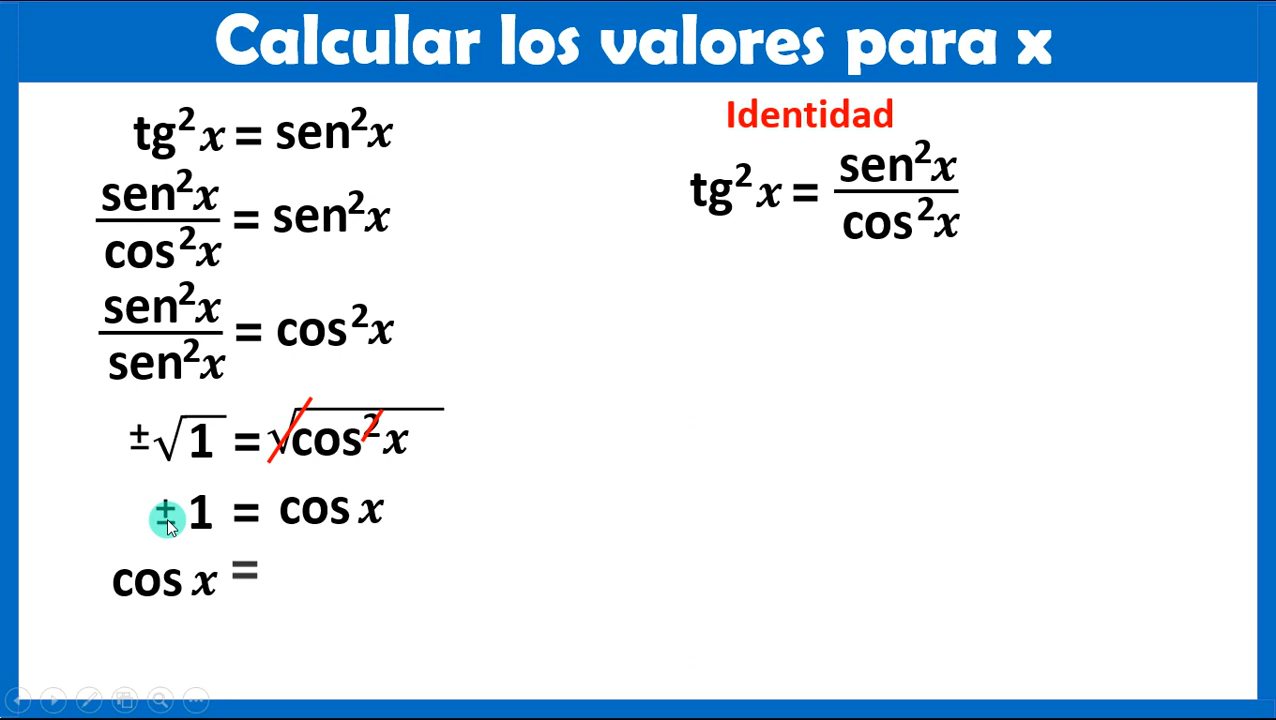 Calcular los valores para x
tg²x = sen²x
sen²x/cos²x = sen²x
sen²x/sen²x = cos²x
±√1 = √cos²x
±1 = cos x
cos x =
Identidad
tg²x = sen²x/cos²x